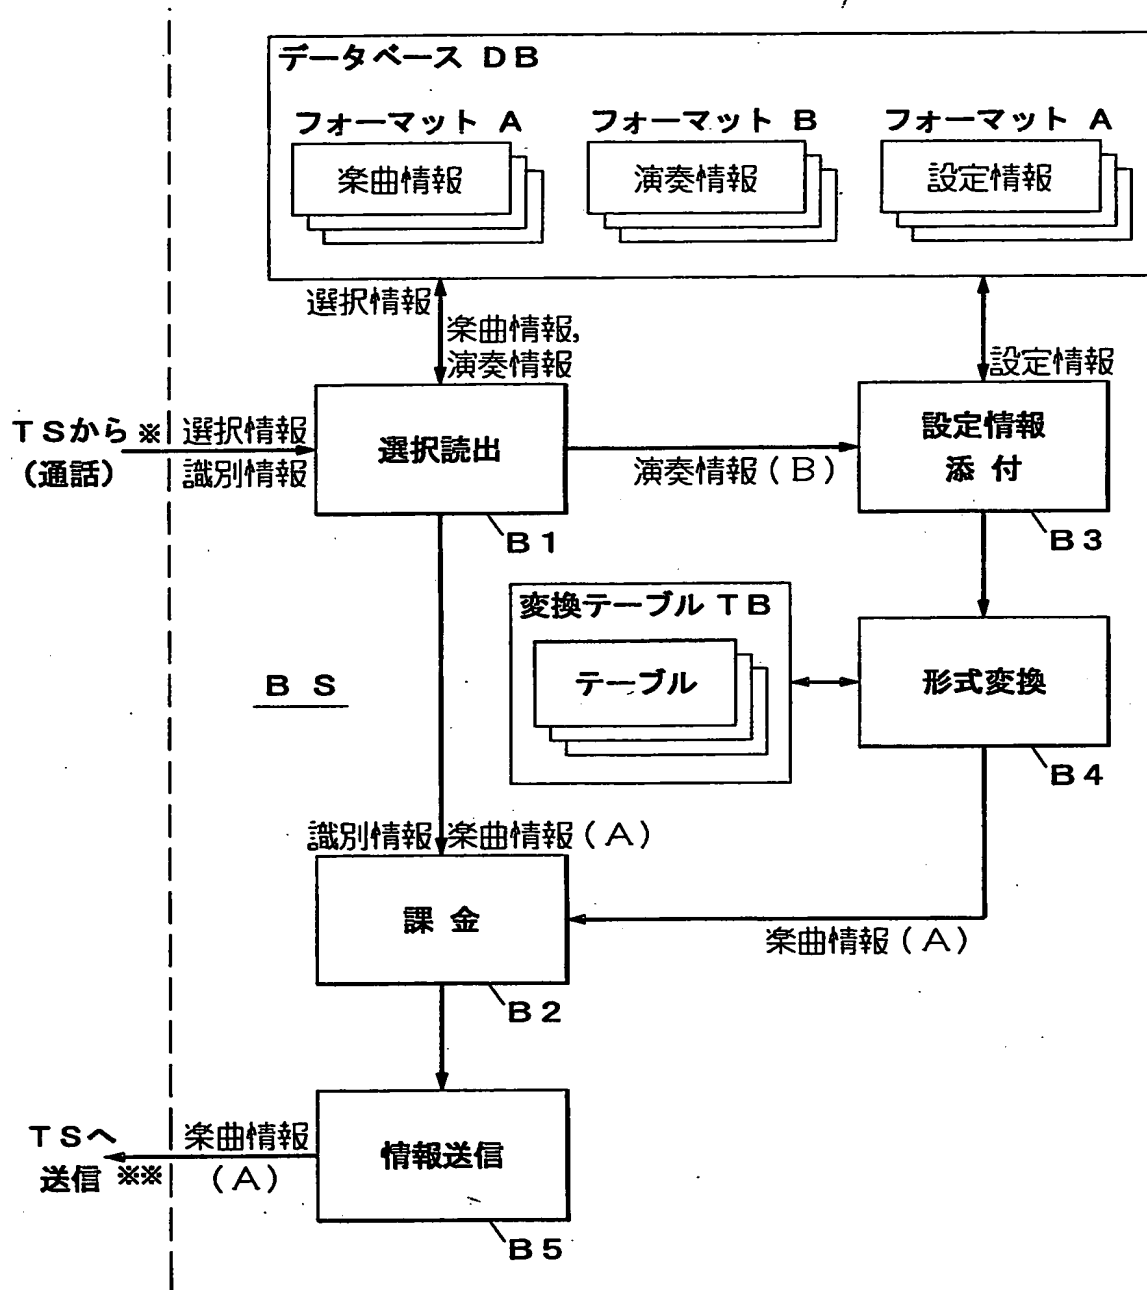 データベース DB
フォーマット A
フォーマット B
フォーマット A
楽曲情報
演奏情報
設定情報
選択情報
楽曲情報,
演奏情報
設定情報
TSから※
(通話)
選択情報
識別情報
選択読出
演奏情報(B)
設定情報
添付
B1
B3
変換テーブル TB
テーブル
形式変換
BS
B4
識別情報
楽曲情報(A)
課金
楽曲情報(A)
B2
TSへ
送信 ※※
楽曲情報
(A)
情報送信
B5